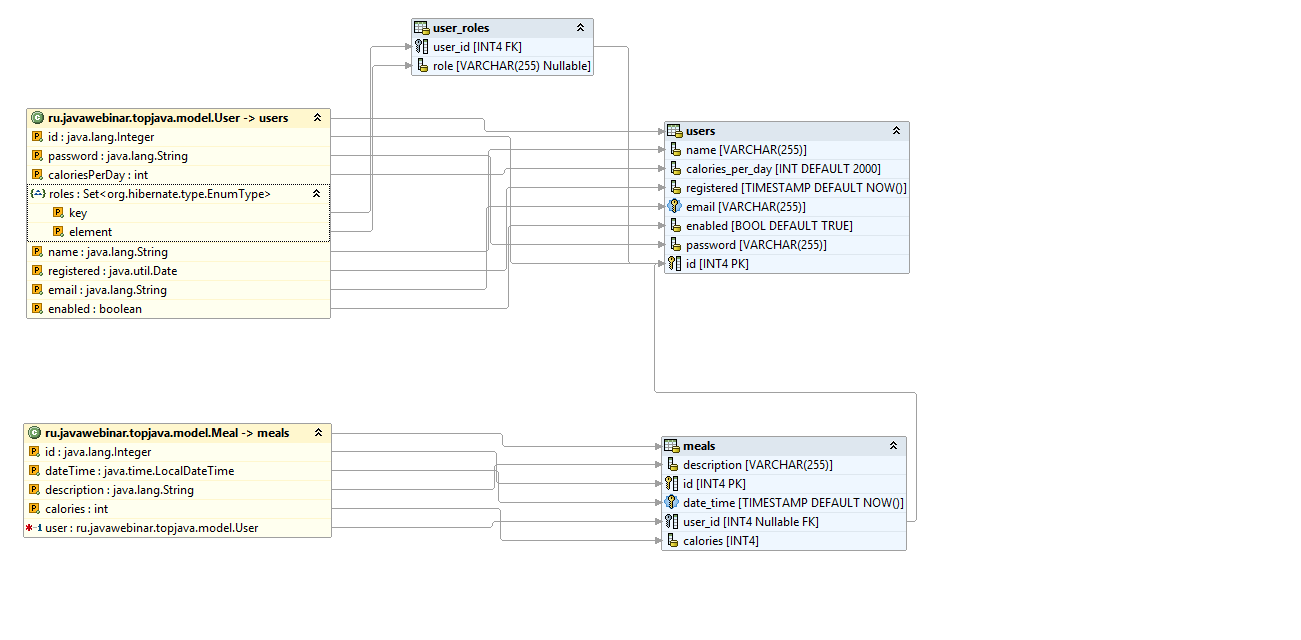 user_roles
user_id [INT4 FK]
role [VARCHAR(255) Nullable]
ru.javawebinar.topjava.model.User -> users
id : java.lang.Integer
password : java.lang.String
caloriesPerDay : int
roles : Set<org.hibernate.type.EnumType>
key
element
name : java.lang.String
registered : java.util.Date
email : java.lang.String
enabled : boolean
users
name [VARCHAR(255)]
calories_per_day [INT DEFAULT 2000]
registered [TIMESTAMP DEFAULT NOW()]
email [VARCHAR(255)]
enabled [BOOL DEFAULT TRUE]
password [VARCHAR(255)]
id [INT4 PK]
ru.javawebinar.topjava.model.Meal -> meals
id : java.lang.Integer
dateTime : java.time.LocalDateTime
description : java.lang.String
calories : int
user : ru.javawebinar.topjava.model.User
meals
description [VARCHAR(255)]
id [INT4 PK]
date_time [TIMESTAMP DEFAULT NOW()]
user_id [INT4 Nullable FK]
calories [INT4]